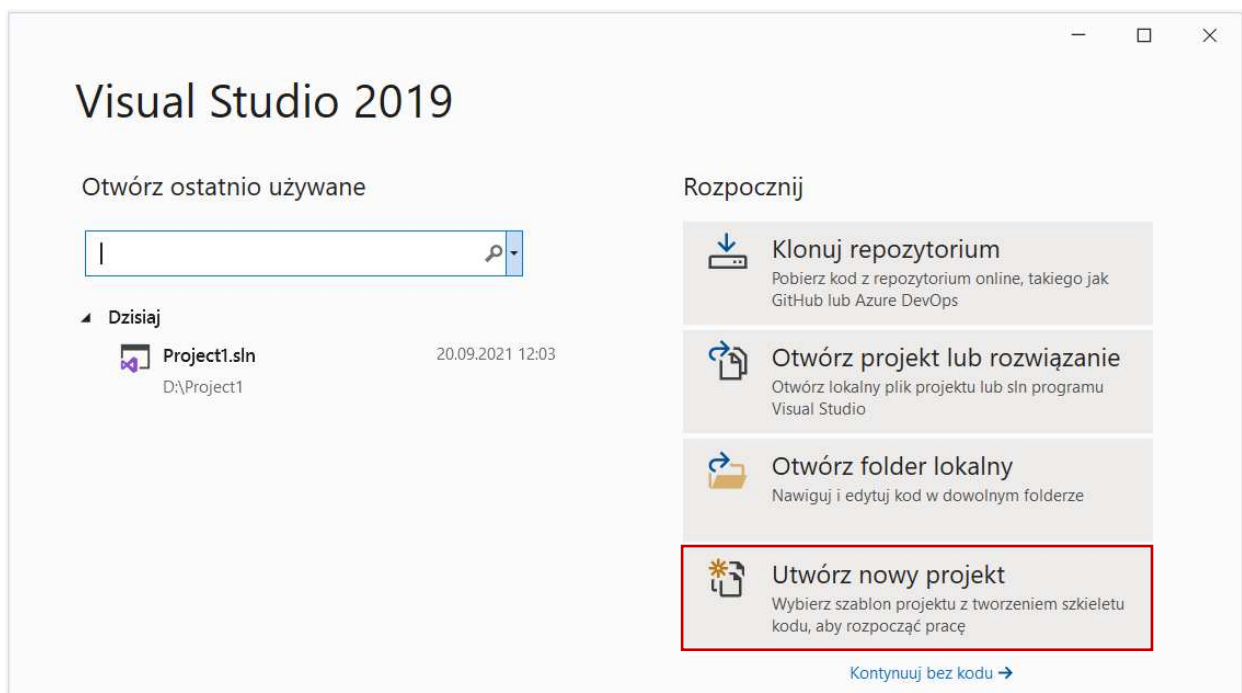 Visual Studio 2019
Otwórz ostatnio używane
Dzisiaj
Project1.sln 20.09.2021 12:03
D:\Project1
Rozpocznij
Klonuj repozytorium
Pobierz kod z repozytorium online, takiego jak
GitHub lub Azure DevOps
Otwórz projekt lub rozwiązanie
Otwórz lokalny plik projektu lub sln programu
Visual Studio
Otwórz folder lokalny
Nawiguj i edytuj kod w dowolnym folderze
Utwórz nowy projekt
Wybierz szablon projektu z tworzeniem szkieletu
kodu, aby rozpocząć pracę
Kontynuuj bez kodu →